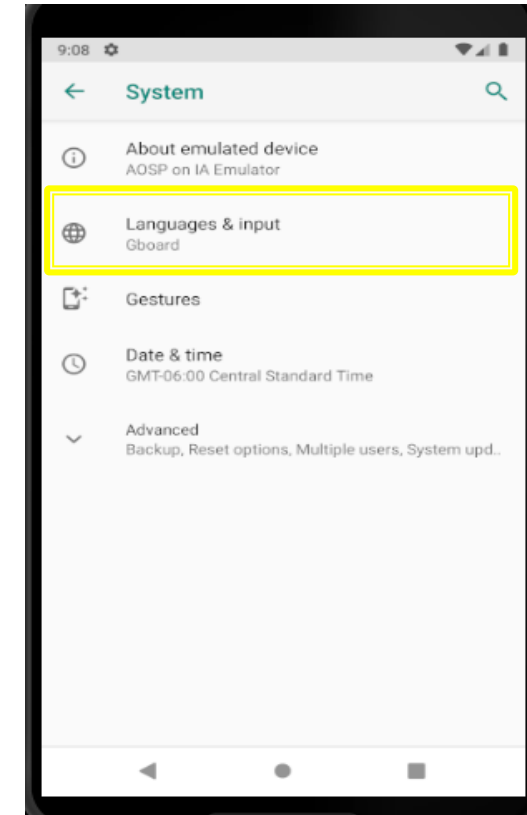 9:08
System
About emulated device
AOSP on IA Emulator
Languages & input
Gboard
Gestures
Date & time
GMT-06:00 Central Standard Time
Advanced
Backup, Reset options, Multiple users, System upd..